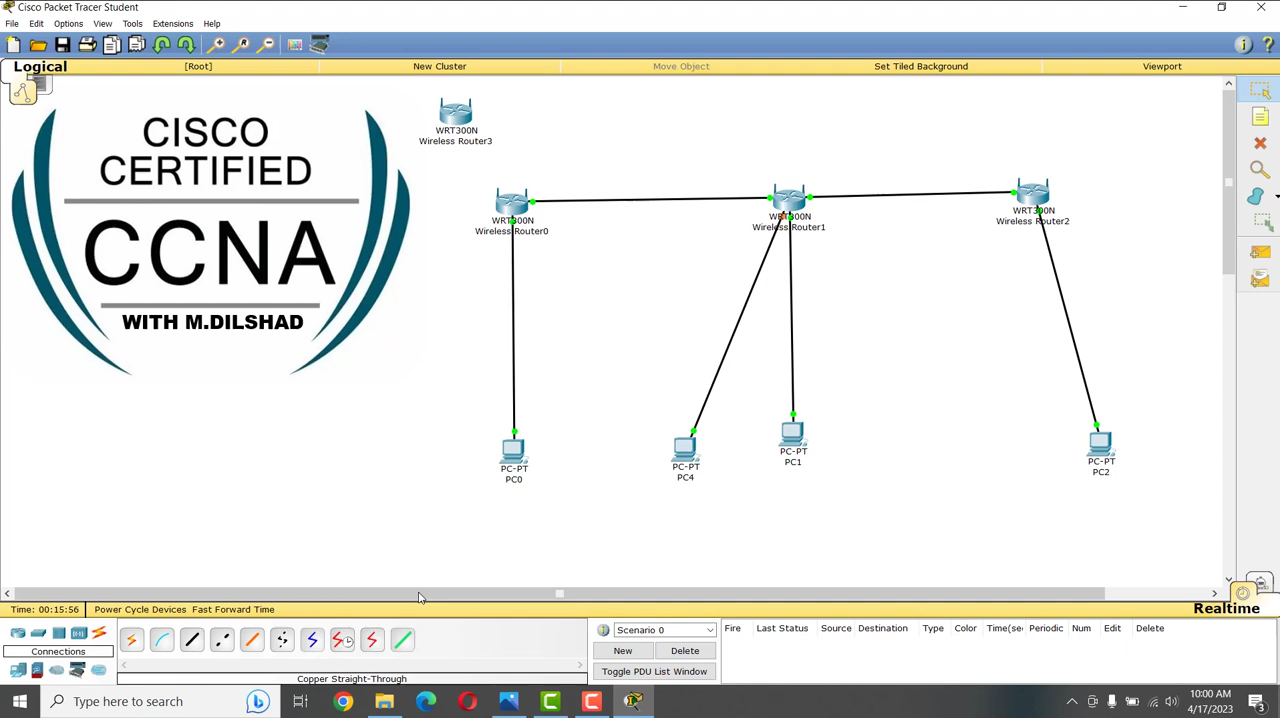 Cisco Packet Tracer Student
File Edit Options View Tools Extensions Help
Logical [Root] New Cluster Move Object Set Tiled Background Viewport
CISCO
CERTIFIED
CCNA
WITH M.DILSHAD
WRT300N
Wireless Router3
WRT300N
Wireless Router0
WRT300N
Wireless Router1
WRT300N
Wireless Router2
PC-PT
PC0
PC-PT
PC4
PC-PT
PC1
PC-PT
PC2
Time: 00:15:56 Power Cycle Devices Fast Forward Time Realtime
Connections
Copper Straight-Through
Scenario 0
New Delete
Toggle PDU List Window
Fire Last Status Source Destination Type Color Time(sec Periodic Num Edit Delete
Type here to search
10:00 AM
4/17/2023
3